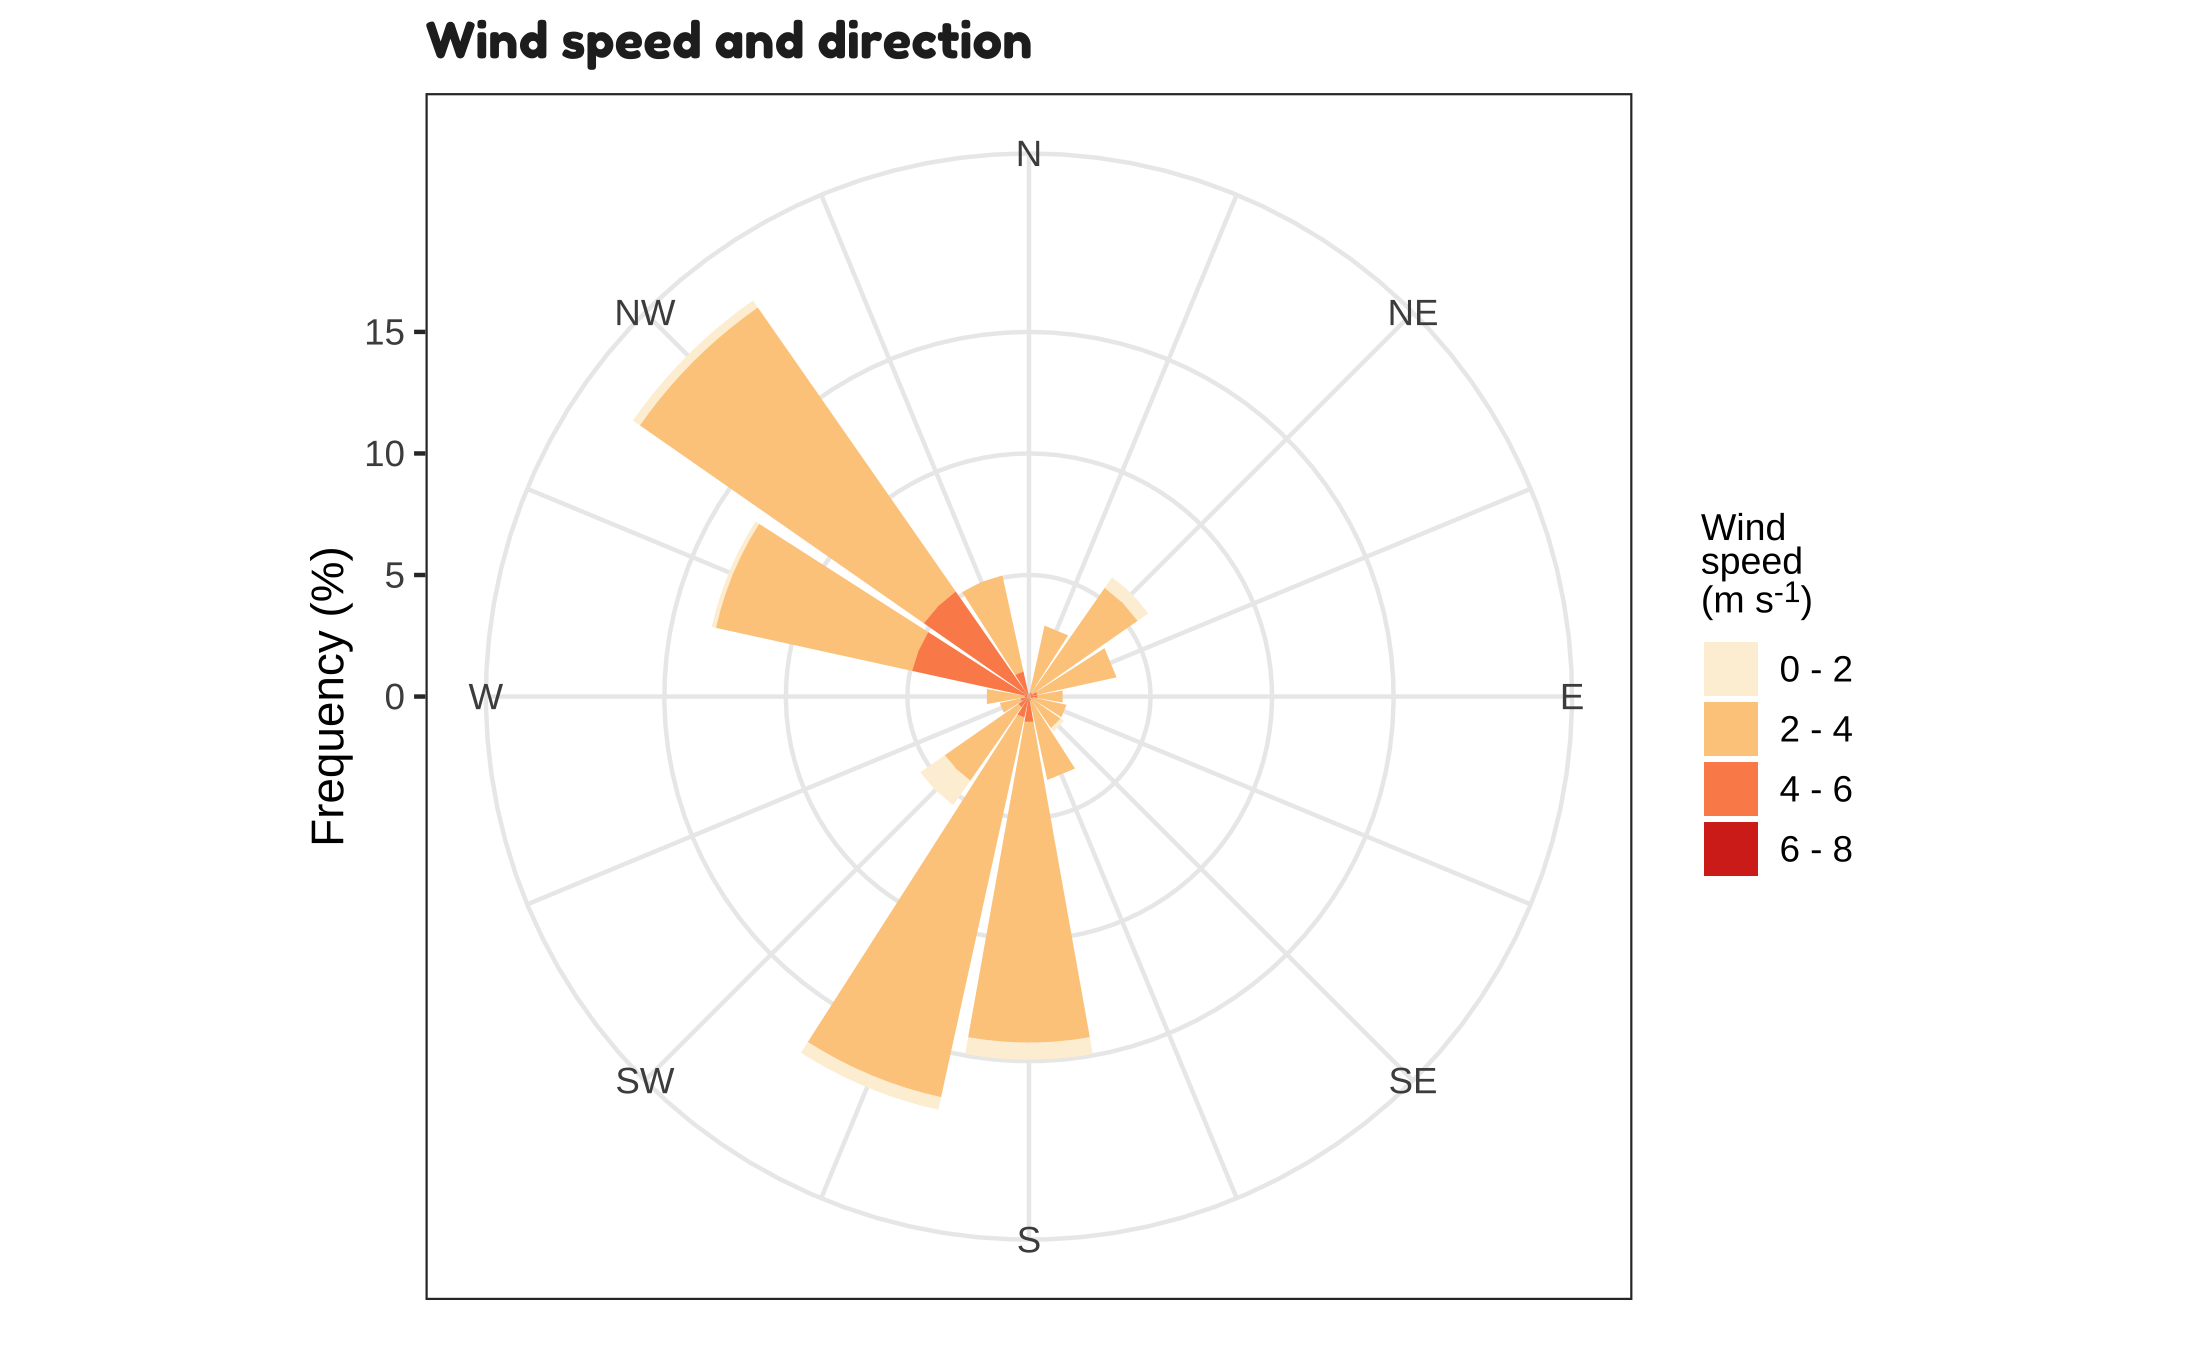 Wind speed and direction
N
NW
NE
15
10
5
0
W
E
SW
SE
S
Frequency (%)
Wind
speed
(m s⁻¹)
0 - 2
2 - 4
4 - 6
6 - 8